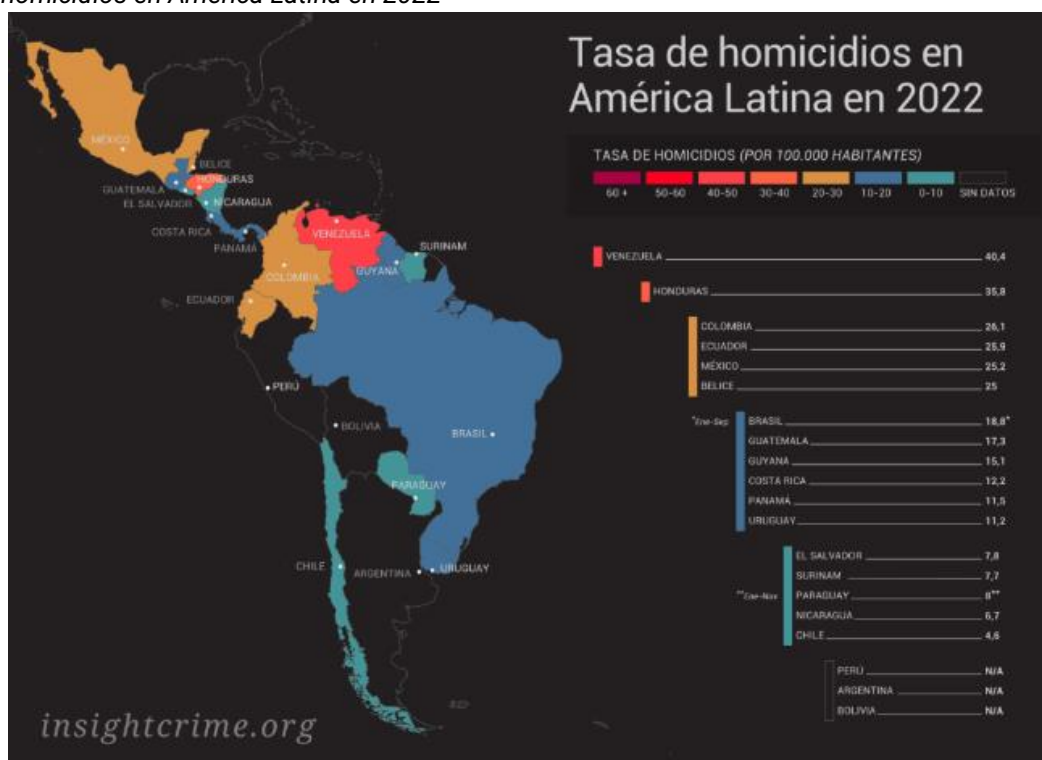 homicidios en América Latina en 2022
Tasa de homicidios en
América Latina en 2022
TASA DE HOMICIDIOS (POR 100.000 HABITANTES)
60 + 50-60 40-50 30-40 20-30 10-20 0-10 SIN DATOS
MÉXICO
BELICE
HONDURAS
GUATEMALA
EL SALVADOR
NICARAGUA
COSTA RICA
PANAMÁ
VENEZUELA
SURINAM
GUYANA
COLOMBIA
ECUADOR
PERÚ
BOLIVIA
BRASIL
PARAGUAY
CHILE
ARGENTINA
URUGUAY
VENEZUELA 40,4
HONDURAS 35,8
COLOMBIA 26,1
ECUADOR 25,9
MÉXICO 25,2
BELICE 25
*Ene-Sep BRASIL 18,8*
GUATEMALA 17,3
GUYANA 15,1
COSTA RICA 12,2
PANAMÁ 11,5
URUGUAY 11,2
EL SALVADOR 7,8
SURINAM 7,7
**Ene-Nov PARAGUAY 8**
NICARAGUA 6,7
CHILE 4,6
PERÚ N/A
ARGENTINA N/A
BOLIVIA N/A
insightcrime.org